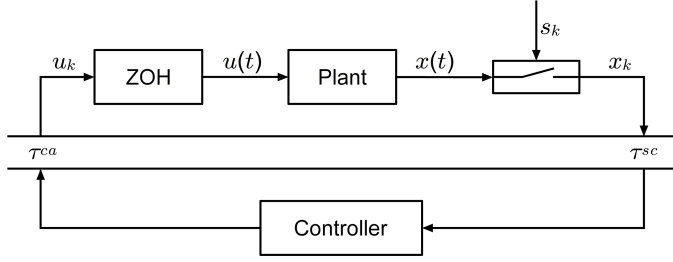 s_k
u_k ZOH u(t) Plant x(t) x_k
τ^{ca} τ^{sc}
Controller